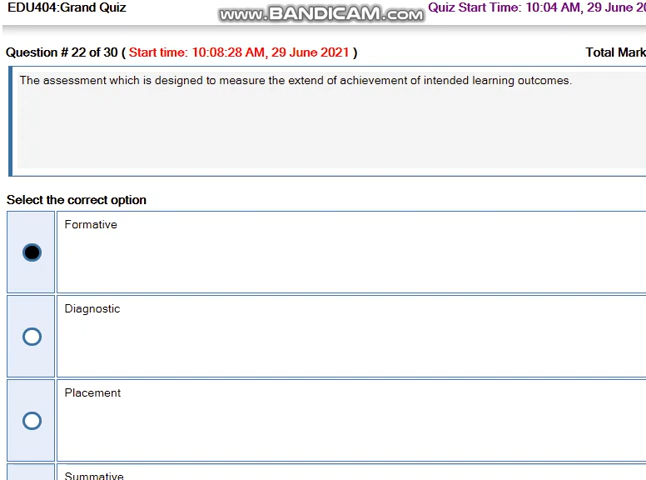 EDU404:Grand Quiz
www.BANDICAM.com
Quiz Start Time: 10:04 AM, 29 June 20
Question # 22 of 30 ( Start time: 10:08:28 AM, 29 June 2021 )
Total Mark
The assessment which is designed to measure the extend of achievement of intended learning outcomes.
Select the correct option
Formative
Diagnostic
Placement
Summative